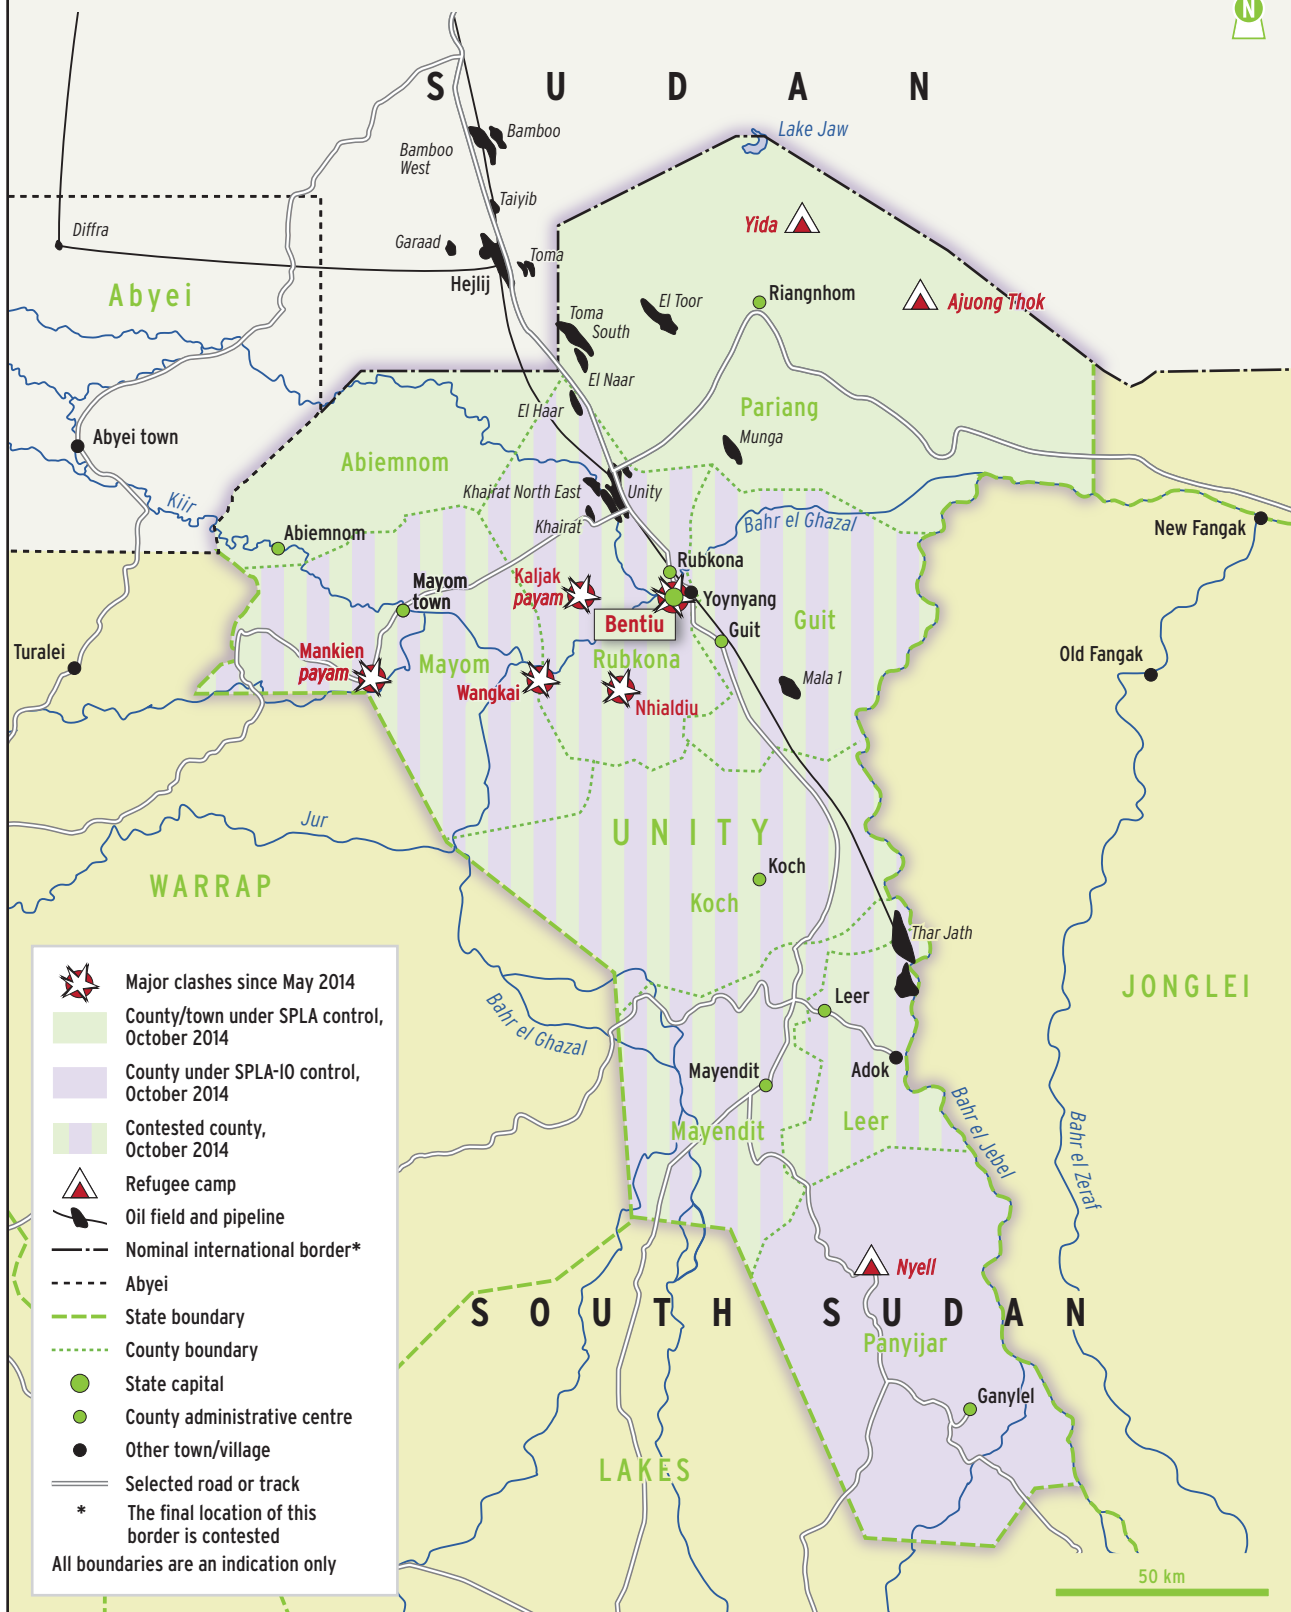 N
S U D A N
Lake Jaw
Bamboo
Bamboo
West
Taiyib
Yida
Diffra
Garaad
Toma
Hejlij
Abyei
Riangnhom
Ajuong Thok
El Toor
Toma
South
El Naar
El Haar
Pariang
Abyei town
Munga
Abiemnom
Kiir
Khairat North East
Unity
Khairat
Bahr el Ghazal
New Fangak
Abiemnom
Rubkona
Kaljak
payam
Mayom
town
Yoynyang
Bentiu
Guit
Guit
Turalei
Mankien
payam
Mayom
Rubkona
Old Fangak
Wangkai
Mala 1
Nhialdiu
Jur
UNITY
Koch
WARRAP
Koch
Thar Jath
JONGLEI
Leer
Bahr el Ghazal
Mayendit
Adok
Bahr el Jebel
Bahr el Zeraf
Mayendit
Leer
Nyell
SOUTH SUDAN
Panyijar
Ganylel
LAKES
Major clashes since May 2014
County/town under SPLA control,
October 2014
County under SPLA-IO control,
October 2014
Contested county,
October 2014
Refugee camp
Oil field and pipeline
Nominal international border*
Abyei
State boundary
County boundary
State capital
County administrative centre
Other town/village
Selected road or track
* The final location of this
border is contested
All boundaries are an indication only
50 km